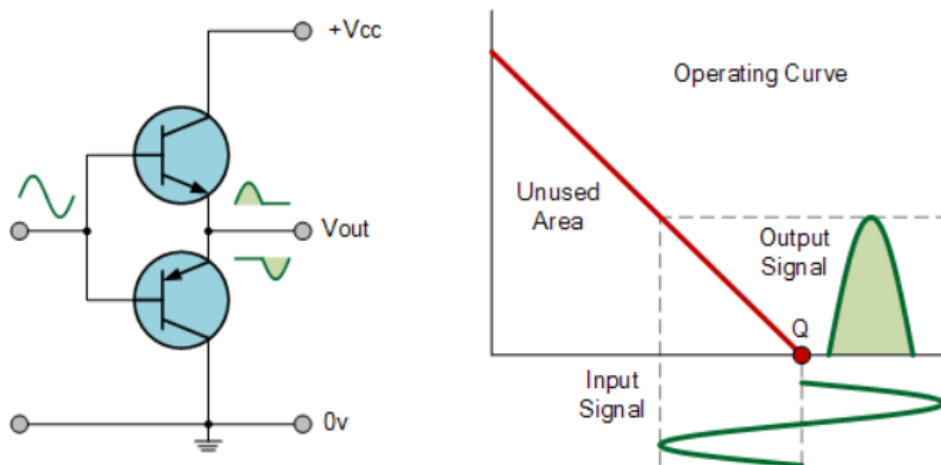 +Vcc
Vout
0v
Operating Curve
Unused
Area
Output
Signal
Q
Input
Signal